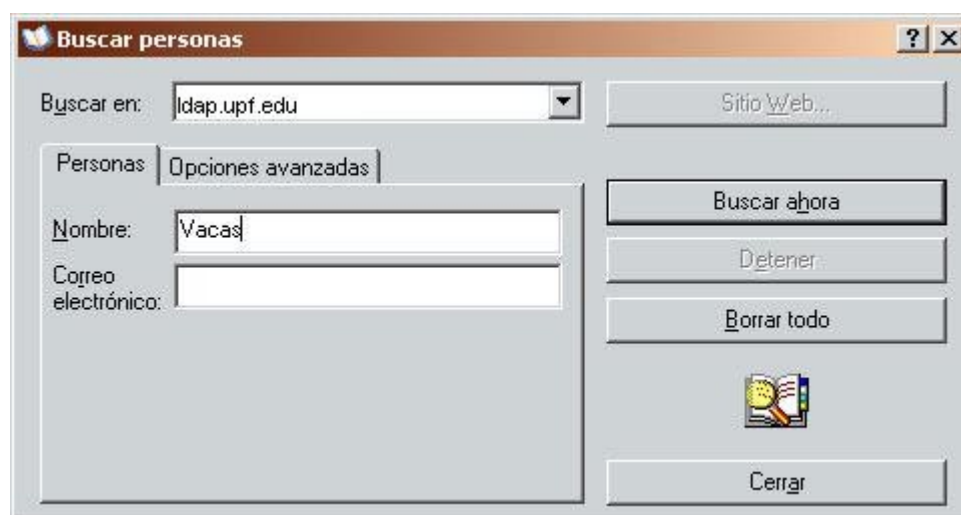 Buscar personas
Buscar en:
ldap.upf.edu
Sitio Web...
Personas
Opciones avanzadas
Nombre:
Vacas
Correo
electrónico:
Buscar ahora
Detener
Borrar todo
Cerrar